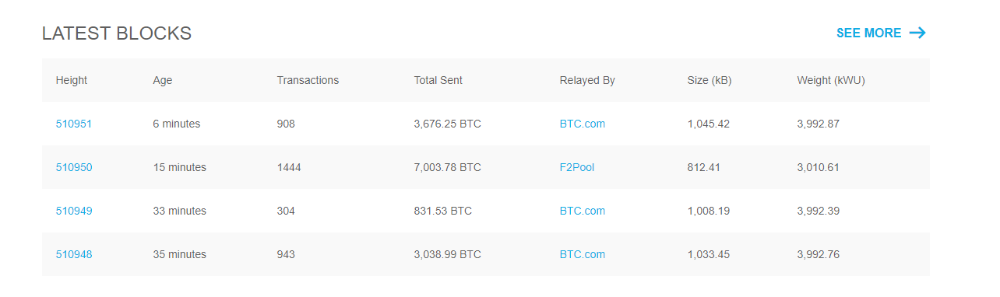 LATEST BLOCKS SEE MORE →
Height Age Transactions Total Sent Relayed By Size (kB) Weight (kWU)
510951 6 minutes 908 3,676.25 BTC BTC.com 1,045.42 3,992.87
510950 15 minutes 1444 7,003.78 BTC F2Pool 812.41 3,010.61
510949 33 minutes 304 831.53 BTC BTC.com 1,008.19 3,992.39
510948 35 minutes 943 3,038.99 BTC BTC.com 1,033.45 3,992.76